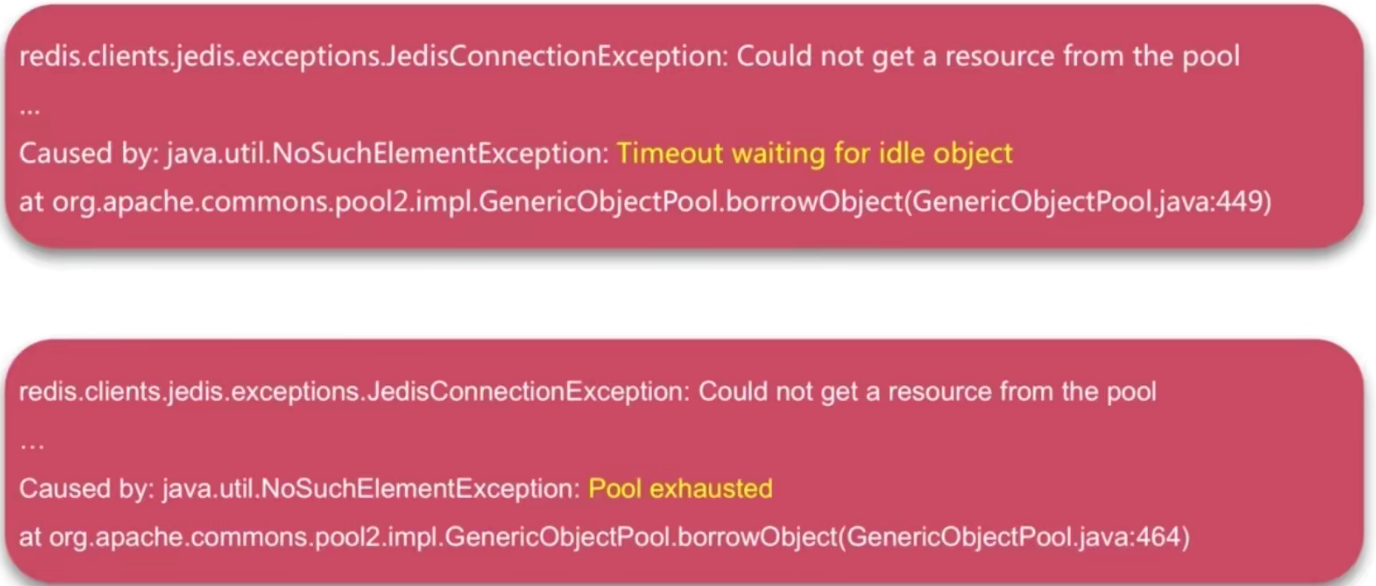 redis.clients.jedis.exceptions.JedisConnectionException: Could not get a resource from the pool
...
Caused by: java.util.NoSuchElementException: Timeout waiting for idle object
at org.apache.commons.pool2.impl.GenericObjectPool.borrowObject(GenericObjectPool.java:449)
redis.clients.jedis.exceptions.JedisConnectionException: Could not get a resource from the pool
…
Caused by: java.util.NoSuchElementException: Pool exhausted
at org.apache.commons.pool2.impl.GenericObjectPool.borrowObject(GenericObjectPool.java:464)